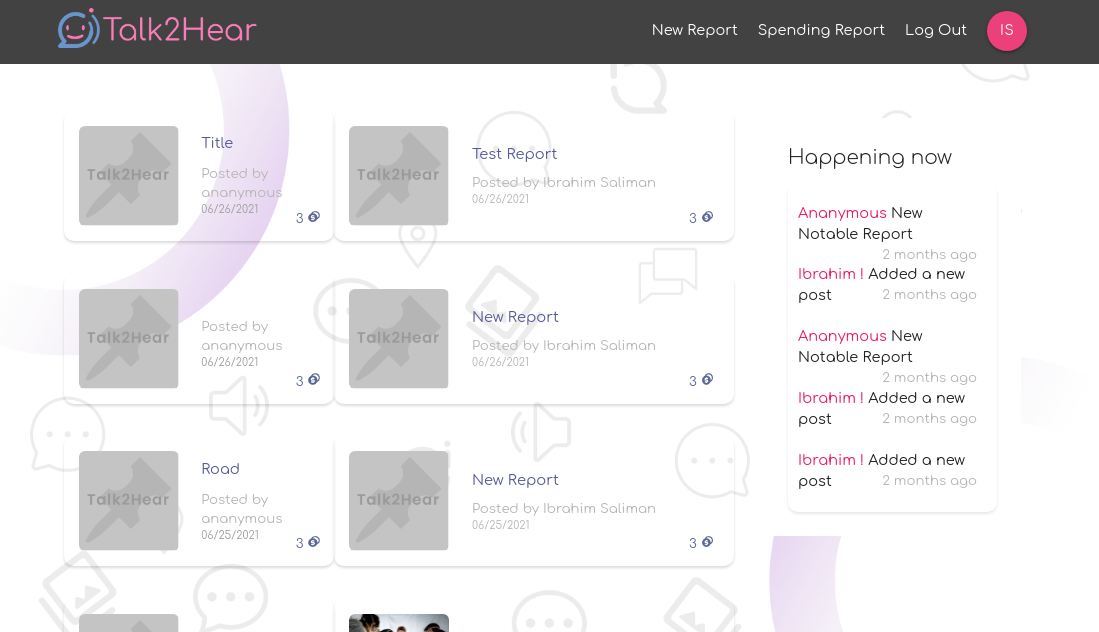 Talk2Hear
New Report
Spending Report
Log Out
IS
Talk2Hear
Title
Posted by
ananymous
06/26/2021
3
Talk2Hear
Test Report
Posted by Ibrahim Saliman
06/26/2021
3
Talk2Hear
Posted by
ananymous
06/26/2021
3
Talk2Hear
New Report
Posted by Ibrahim Saliman
06/26/2021
3
Talk2Hear
Road
Posted by
ananymous
06/25/2021
3
Talk2Hear
New Report
Posted by Ibrahim Saliman
06/25/2021
3
Happening now
Ananymous New
Notable Report
2 months ago
Ibrahim ! Added a new
post 2 months ago
Anonymous New
Notable Report
2 months ago
Ibrahim ! Added a new
post 2 months ago
Ibrahim ! Added a new
post 2 months ago